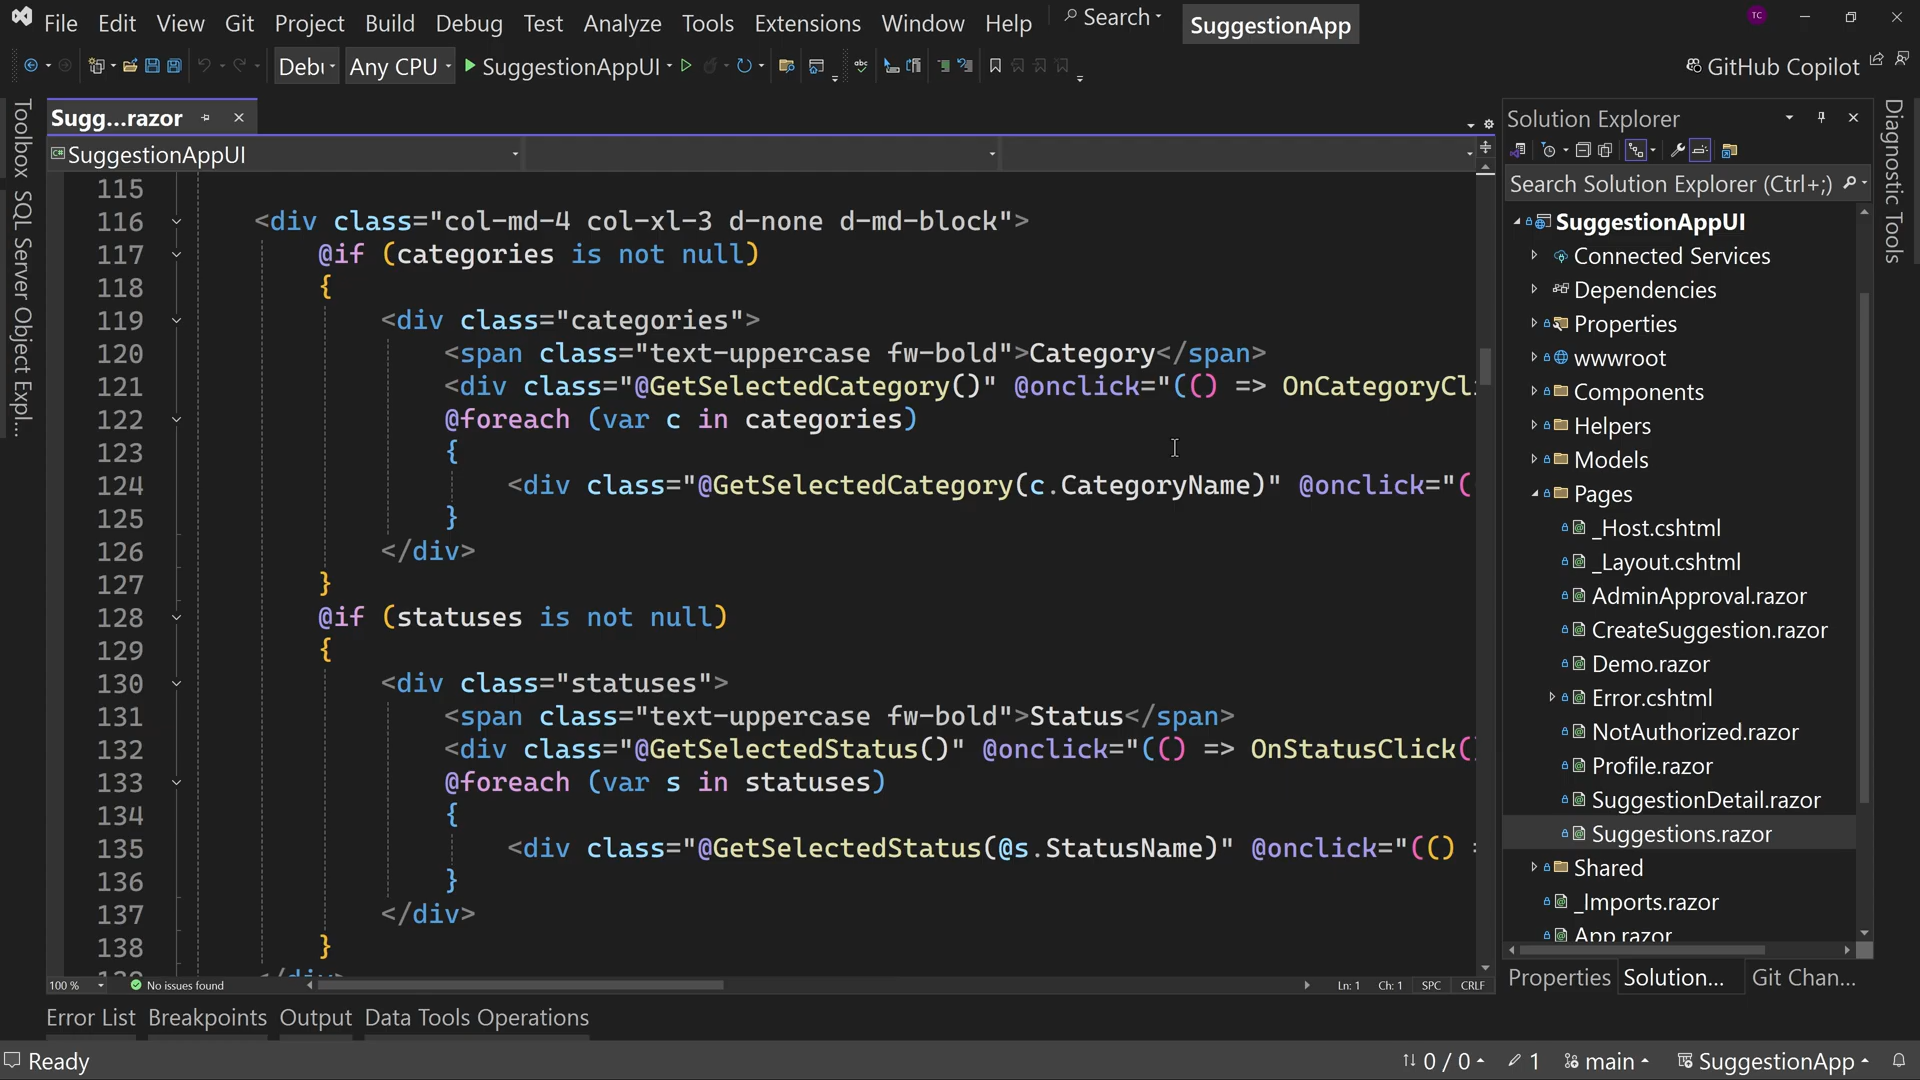 File Edit View Git Project Build Debug Test Analyze Tools Extensions Window Help Search SuggestionApp
TC
Debu Any CPU SuggestionAppUI GitHub Copilot
Toolbox
SQL Server Object Expl...
Sugg...razor
SuggestionAppUI
115
116 <div class="col-md-4 col-xl-3 d-none d-md-block">
117 @if (categories is not null)
118 {
119 <div class="categories">
120 <span class="text-uppercase fw-bold">Category</span>
121 <div class="@GetSelectedCategory()" @onclick="(() => OnCategoryCli
122 @foreach (var c in categories)
123 {
124 <div class="@GetSelectedCategory(c.CategoryName)" @onclick="(
125 }
126 </div>
127 }
128 @if (statuses is not null)
129 {
130 <div class="statuses">
131 <span class="text-uppercase fw-bold">Status</span>
132 <div class="@GetSelectedStatus()" @onclick="(() => OnStatusClick()
133 @foreach (var s in statuses)
134 {
135 <div class="@GetSelectedStatus(@s.StatusName)" @onclick="(() =
136 }
137 </div>
138 }
139 </div>
100 % No issues found Ln: 1 Ch: 1 SPC CRLF
Solution Explorer
Search Solution Explorer (Ctrl+;)
SuggestionAppUI
Connected Services
Dependencies
Properties
wwwroot
Components
Helpers
Models
Pages
_Host.cshtml
_Layout.cshtml
AdminApproval.razor
CreateSuggestion.razor
Demo.razor
Error.cshtml
NotAuthorized.razor
Profile.razor
SuggestionDetail.razor
Suggestions.razor
Shared
_Imports.razor
App.razor
Properties Solution... Git Chan...
Diagnostic Tools
Error List Breakpoints Output Data Tools Operations
Ready 0 / 0 1 main SuggestionApp